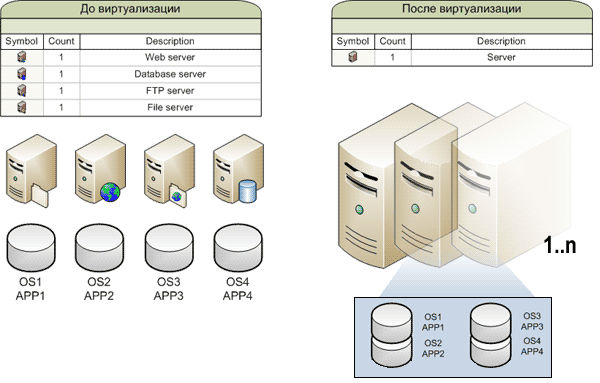 До виртуализации
Symbol Count Description
1 Web server
1 Database server
1 FTP server
1 File server
OS1 OS2 OS3 OS4
APP1 APP2 APP3 APP4
После виртуализации
Symbol Count Description
1 Server
1..n
OS1 OS3
APP1 APP3
OS2 OS4
APP2 APP4